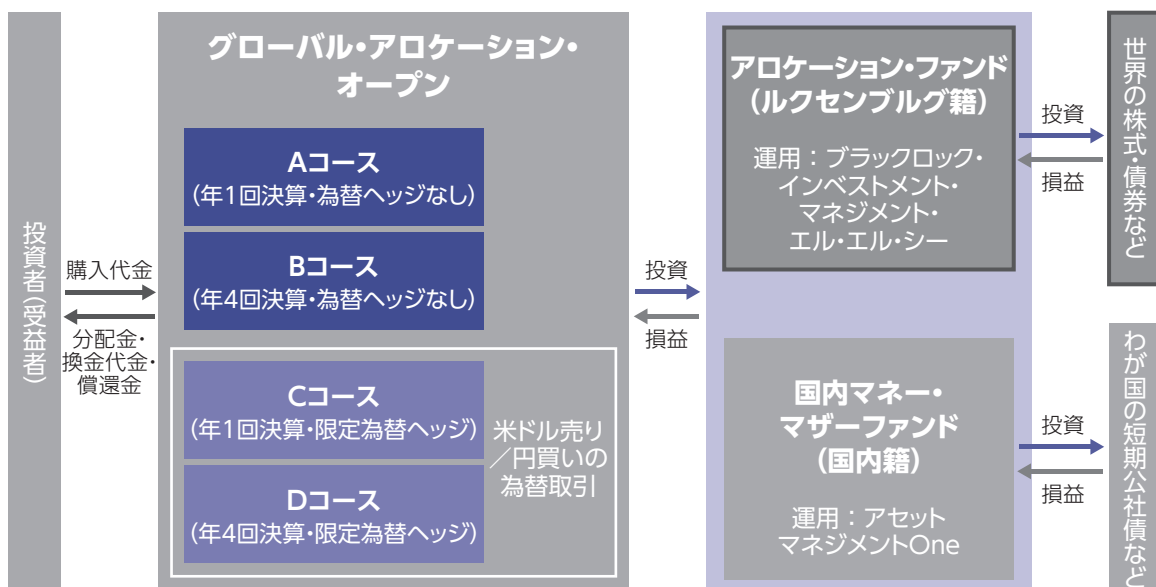 投資者(受益者)
購入代金
分配金・
換金代金・
償還金
グローバル・アロケーション・
オープン
Aコース
(年1回決算・為替ヘッジなし)
Bコース
(年4回決算・為替ヘッジなし)
Cコース
(年1回決算・限定為替ヘッジ)
Dコース
(年4回決算・限定為替ヘッジ)
米ドル売り
／円買いの
為替取引
投資
損益
アロケーション・ファンド
(ルクセンブルグ籍)
運用：ブラックロック・
インベストメント・
マネジメント・
エル・エル・シー
国内マネー・
マザーファンド
(国内籍)
運用：アセット
マネジメントOne
投資
損益
世界の株式・債券など
投資
損益
わが国の短期公社債など